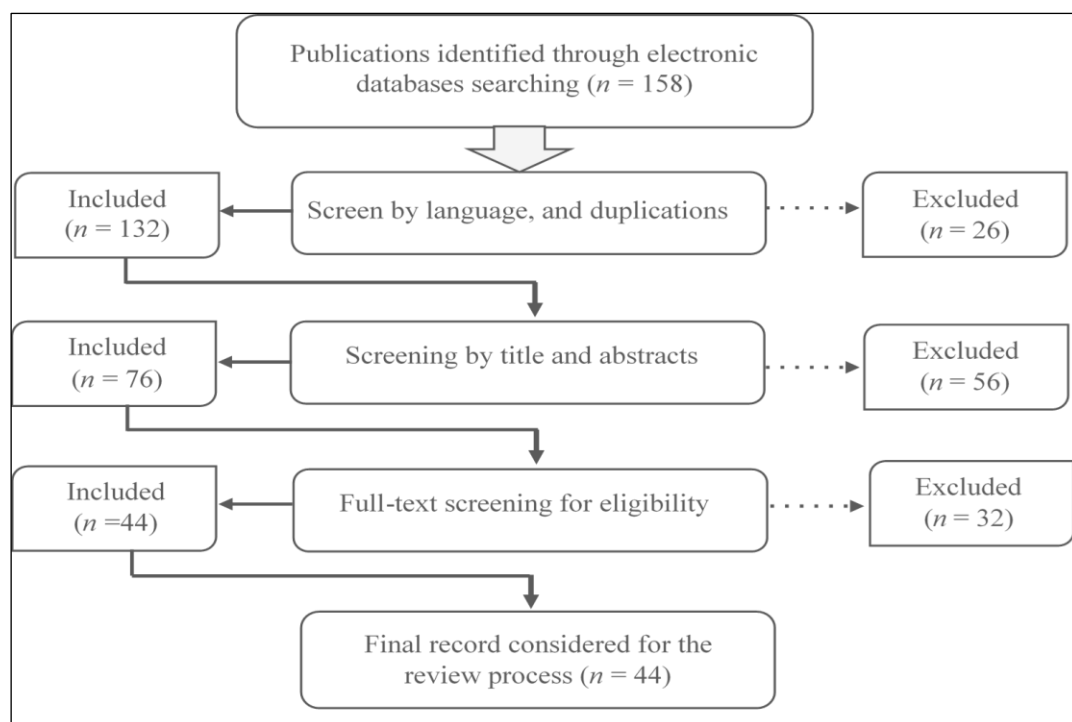 Publications identified through electronic
databases searching (n = 158)
Included
(n = 132)
Screen by language, and duplications
Excluded
(n = 26)
Included
(n = 76)
Screening by title and abstracts
Excluded
(n = 56)
Included
(n =44)
Full-text screening for eligibility
Excluded
(n = 32)
Final record considered for the
review process (n = 44)